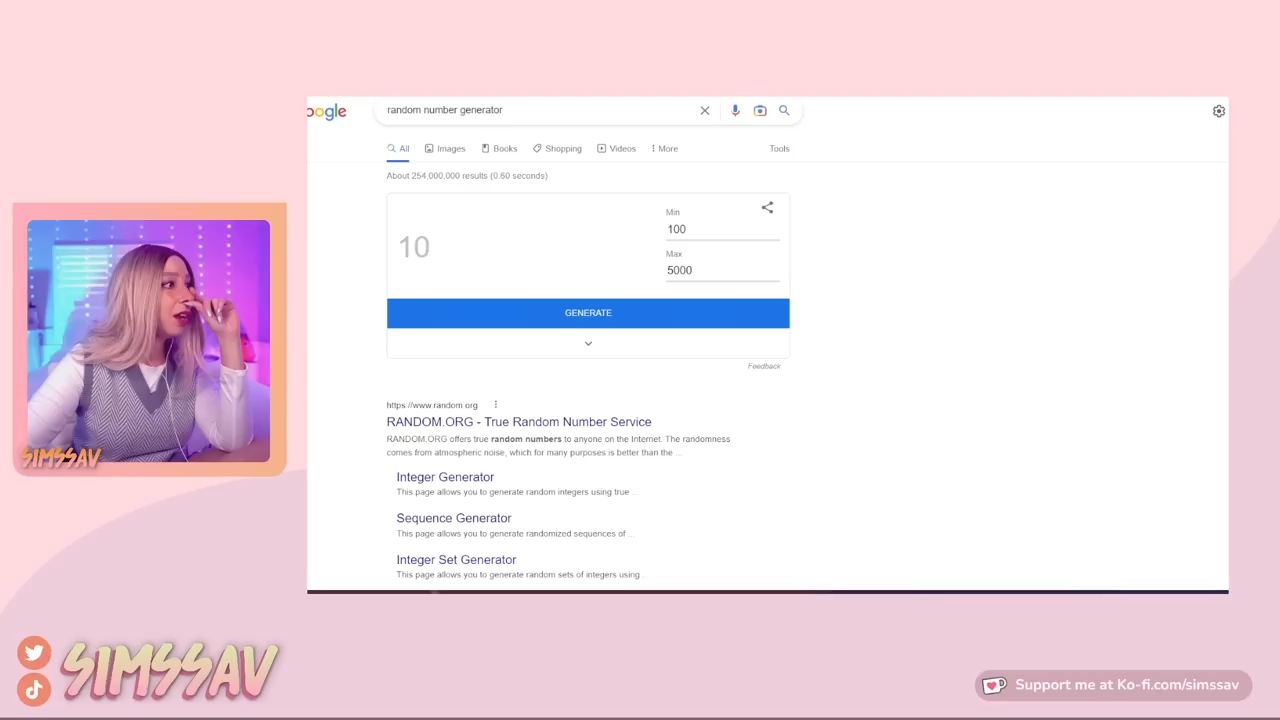 oogle
random number generator
All
Images
Books
Shopping
Videos
More
Tools
About 254,000,000 results (0.60 seconds)
10
Min
100
Max
5000
GENERATE
Feedback
https://www.random.org
RANDOM.ORG - True Random Number Service
RANDOM.ORG offers true random numbers to anyone on the Internet. The randomness
comes from atmospheric noise, which for many purposes is better than the ...
Integer Generator
This page allows you to generate random integers using true ...
Sequence Generator
This page allows you to generate randomized sequences of ...
Integer Set Generator
This page allows you to generate random sets of integers using ...
SIMSSAV
SIMSSAV
Support me at Ko-fi.com/simssav